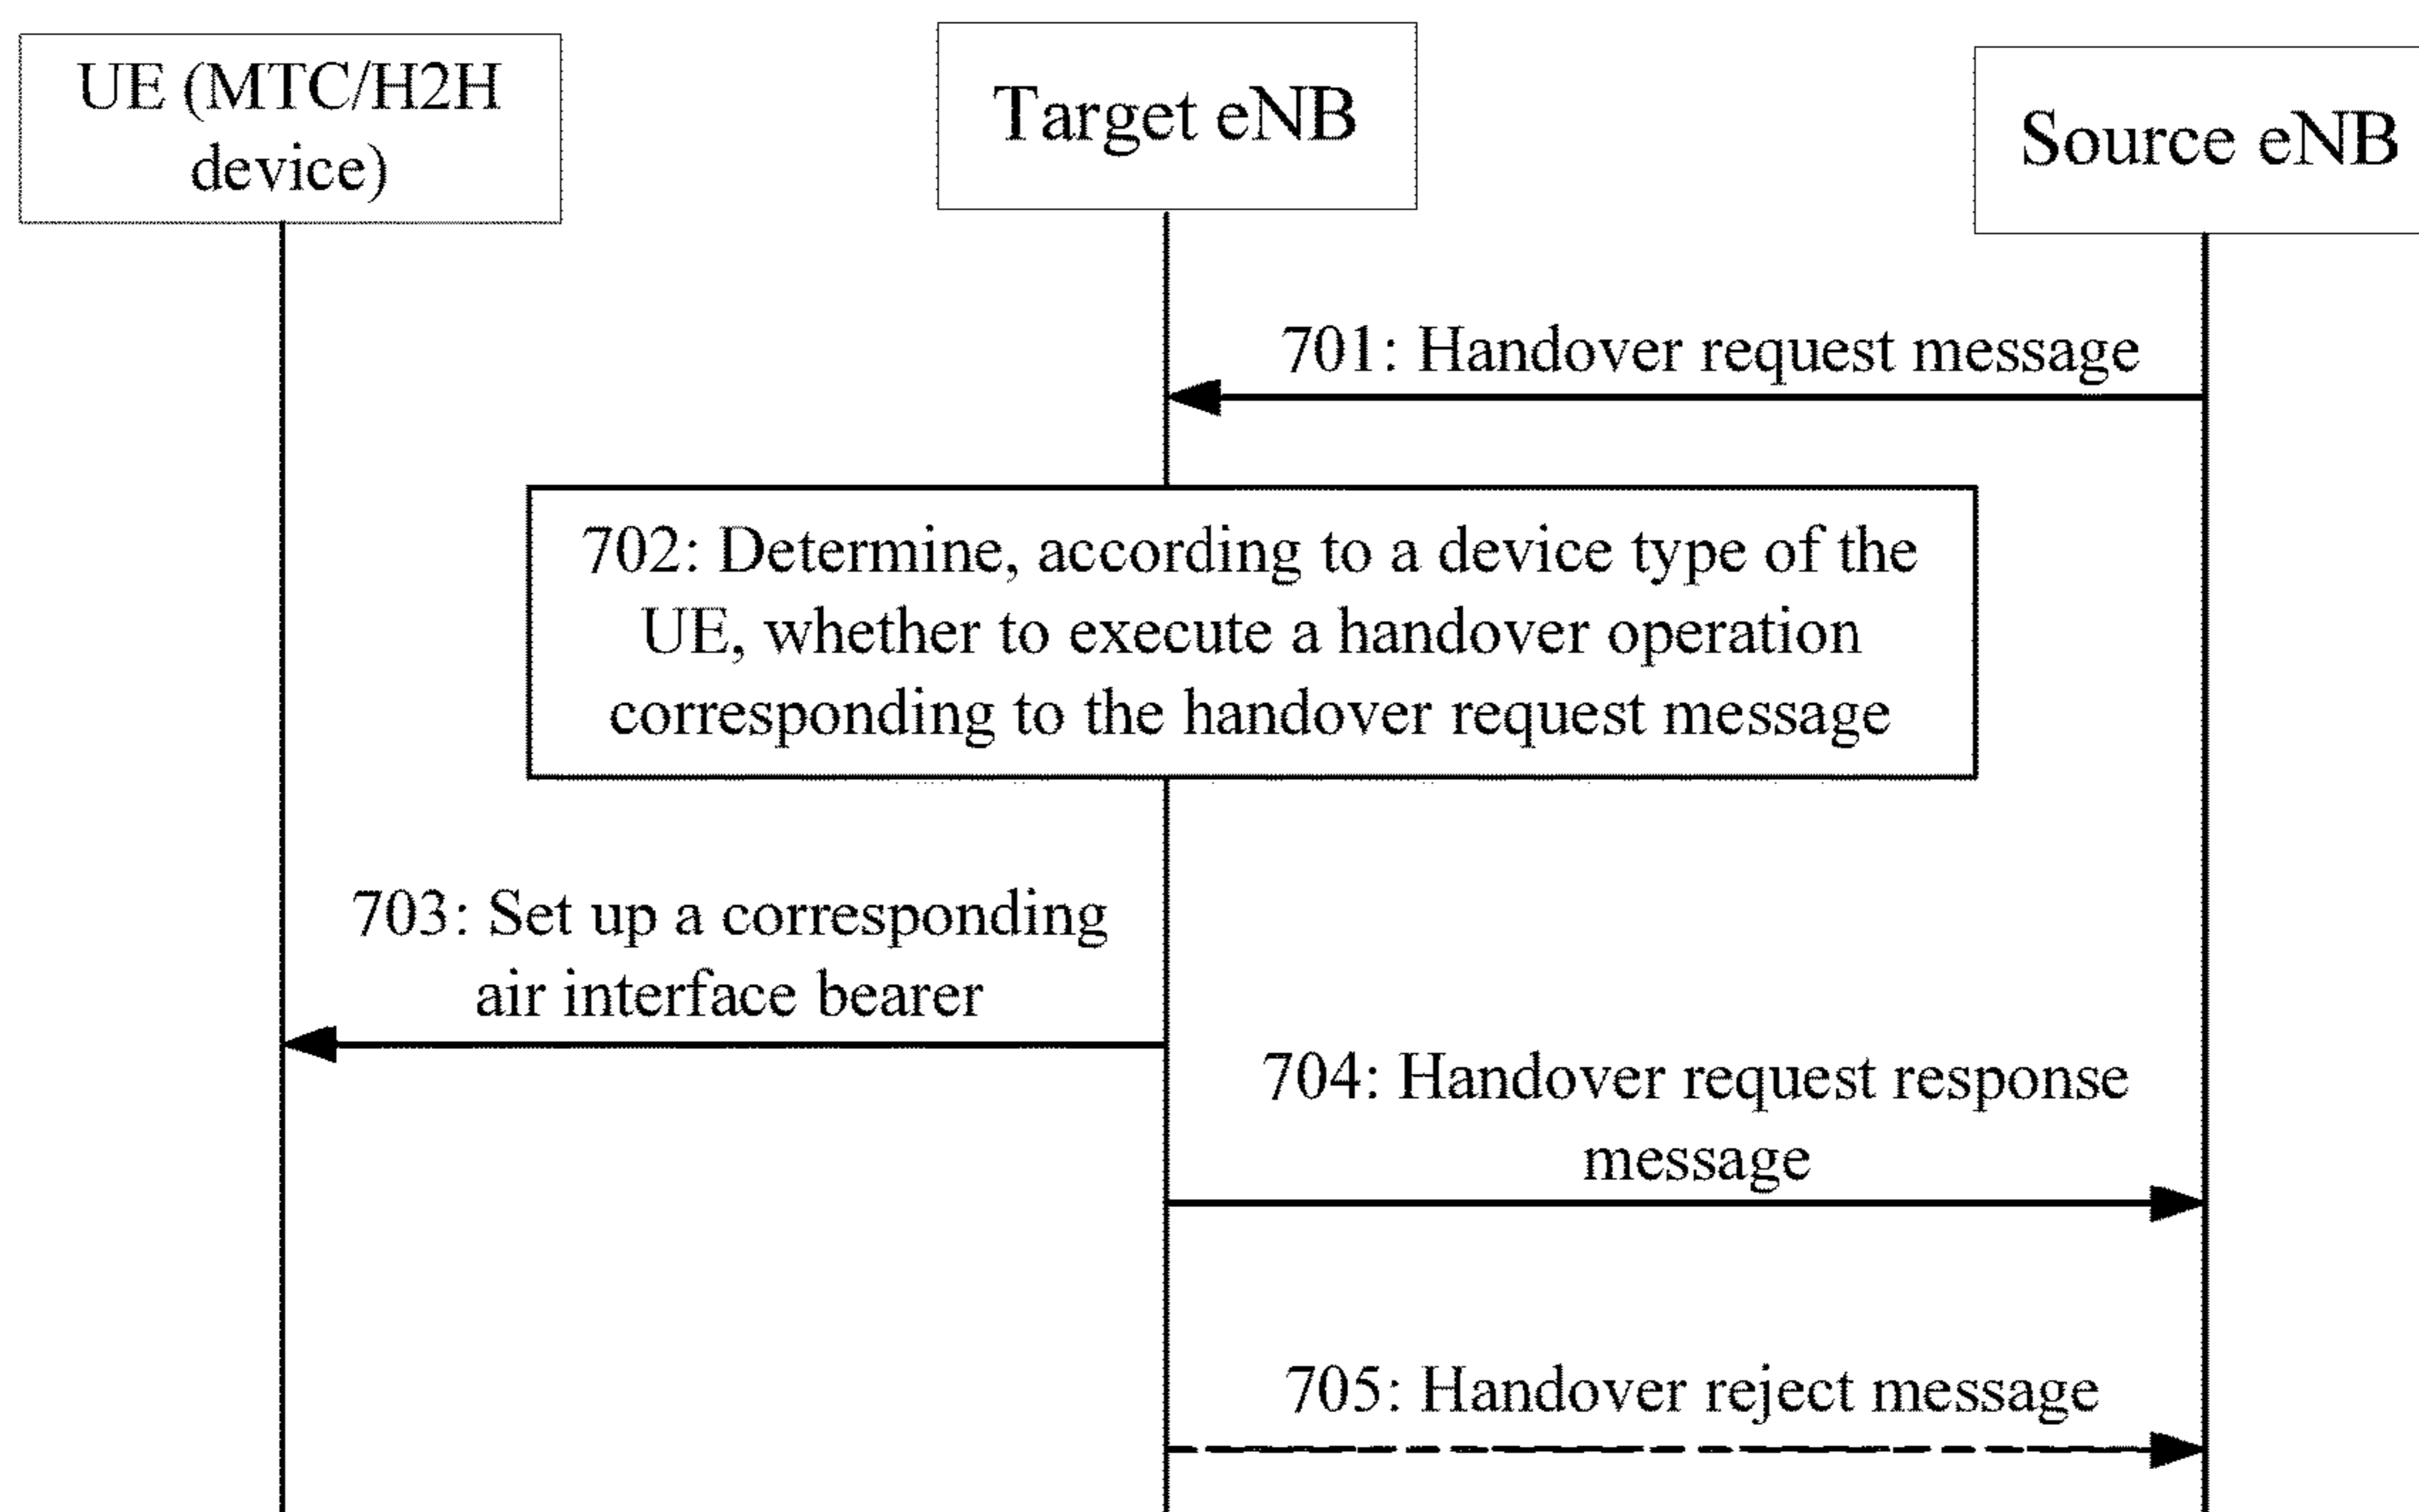 UE (MTC/H2H
device)
Target eNB
Source eNB
701: Handover request message
702: Determine, according to a device type of the
UE, whether to execute a handover operation
corresponding to the handover request message
703: Set up a corresponding
air interface bearer
704: Handover request response
message
705: Handover reject message